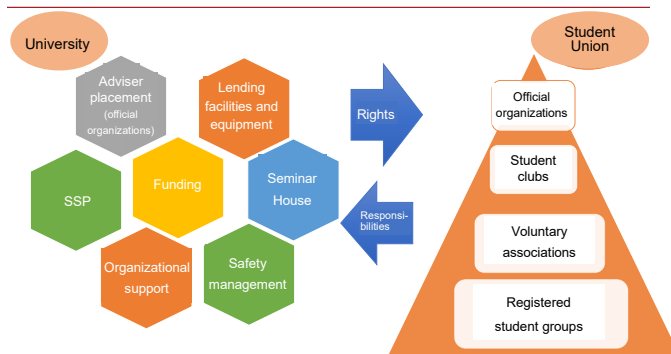 University
Student
Union
Adviser
placement
(official
organizations)
Lending
facilities and
equipment
Rights
Official
organizations
Student
clubs
SSP
Funding
Seminar
House
Responsi-
bilities
Voluntary
associations
Organizational
support
Safety
management
Registered
student groups